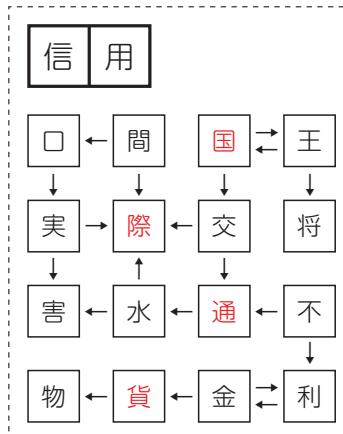 信用
口 ← 間 国 ⇄ 王
実 → 際 ← 交 将
害 ← 水 ← 通 ← 不
物 ← 貨 ← 金 ⇄ 利